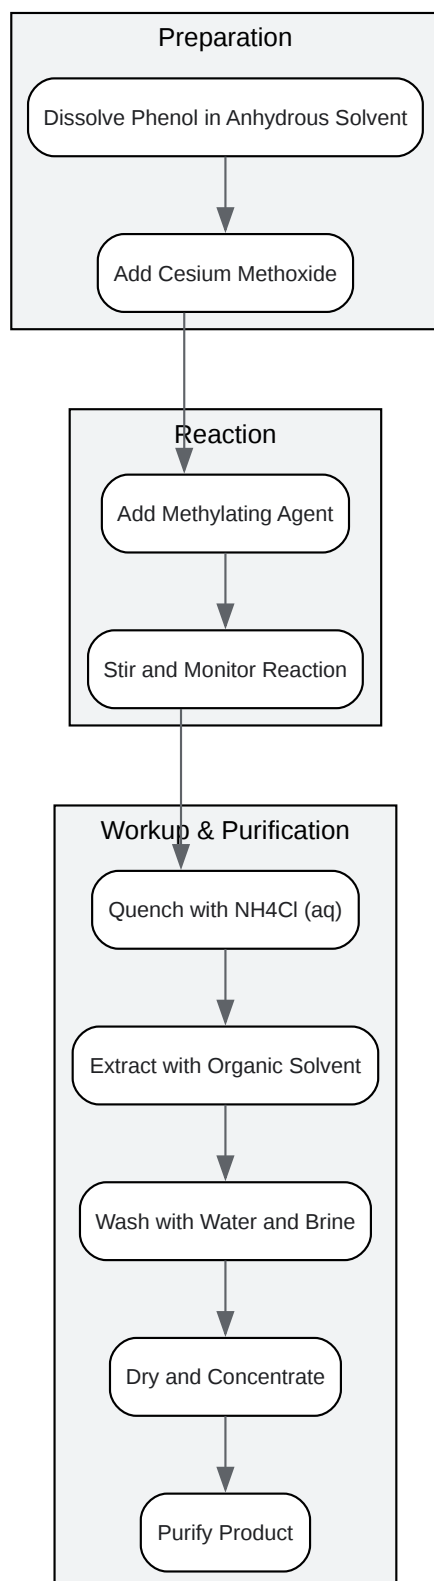 Preparation
Dissolve Phenol in Anhydrous Solvent
Add Cesium Methoxide
Reaction
Add Methylating Agent
Stir and Monitor Reaction
Workup & Purification
Quench with NH4Cl (aq)
Extract with Organic Solvent
Wash with Water and Brine
Dry and Concentrate
Purify Product